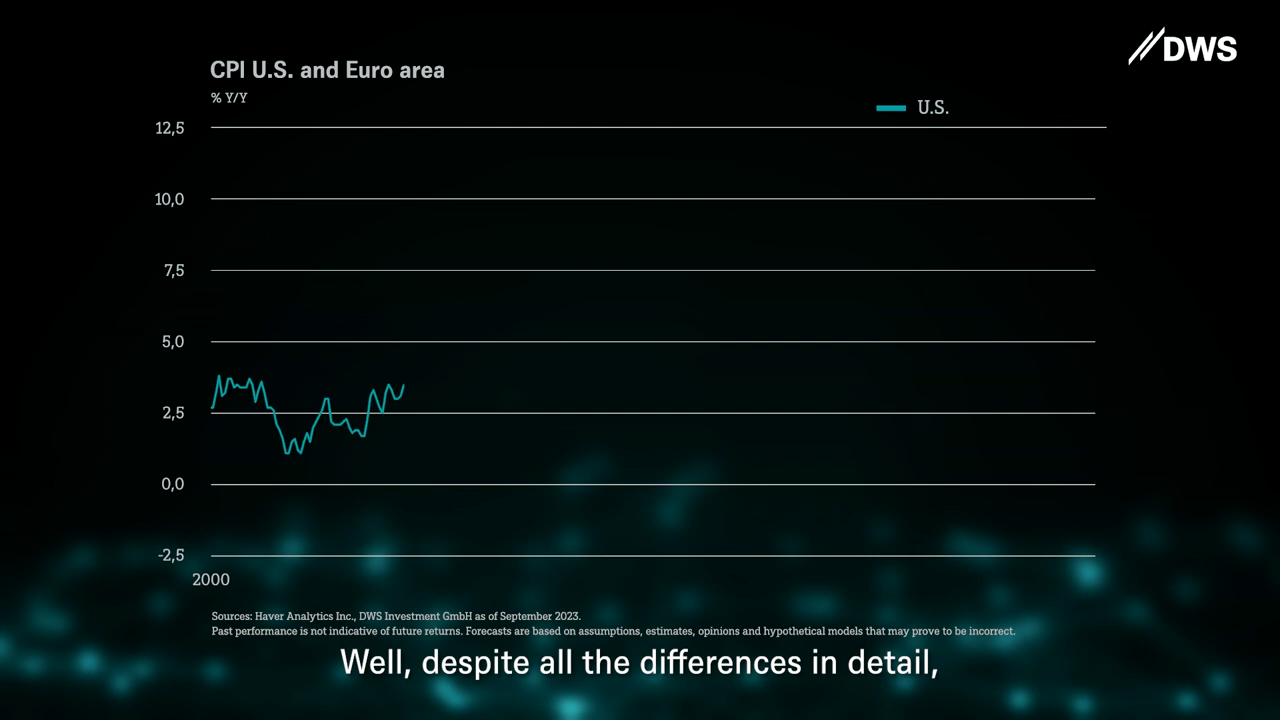 DWS
CPI U.S. and Euro area
% Y/Y
U.S.
12,5
10,0
7,5
5,0
2,5
0,0
-2,5
2000
Sources: Haver Analytics Inc., DWS Investment GmbH as of September 2023.
Past performance is not indicative of future returns. Forecasts are based on assumptions, estimates, opinions and hypothetical models that may prove to be incorrect.
Well, despite all the differences in detail,